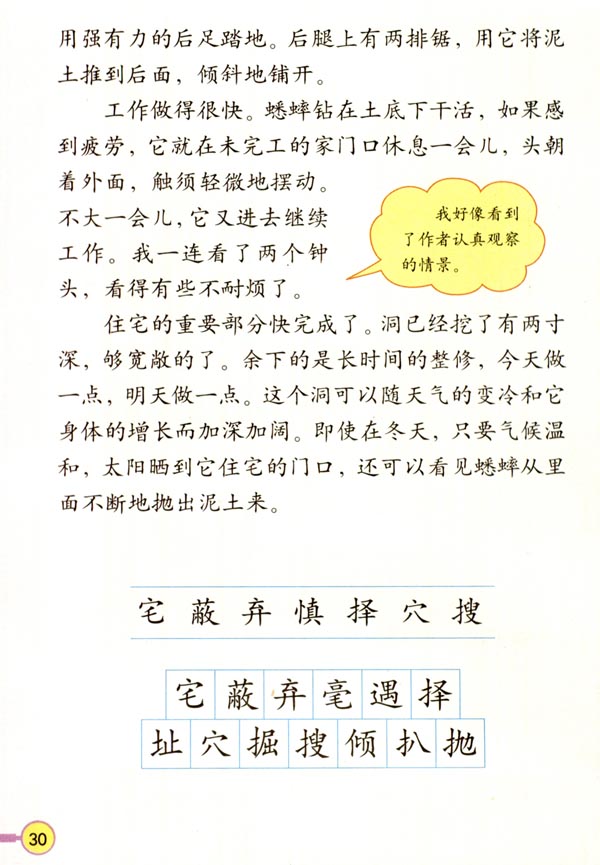 用强有力的后足踏地。后腿上有两排锯，用它将泥
土推到后面，倾斜地铺开。
工作做得很快。蟋蟀钻在土底下干活，如果感
到疲劳，它就在未完工的家门口休息一会儿，头朝
着外面，触须轻微地摆动。
不大一会儿，它又进去继续
工作。我一连看了两个钟
头，看得有些不耐烦了。
我好像看到
了作者认真观察
的情景。
住宅的重要部分快完成了。洞已经挖了有两寸
深，够宽敞的了。余下的是长时间的整修，今天做
一点，明天做一点。这个洞可以随天气的变冷和它
身体的增长而加深加阔。即使在冬天，只要气候温
和，太阳晒到它住宅的门口，还可以看见蟋蟀从里
面不断地抛出泥土来。
宅 蔽 弃 慎 择 穴 搜
宅 蔽 弃 毫 遇 择
址 穴 掘 搜 倾 扒 抛
30